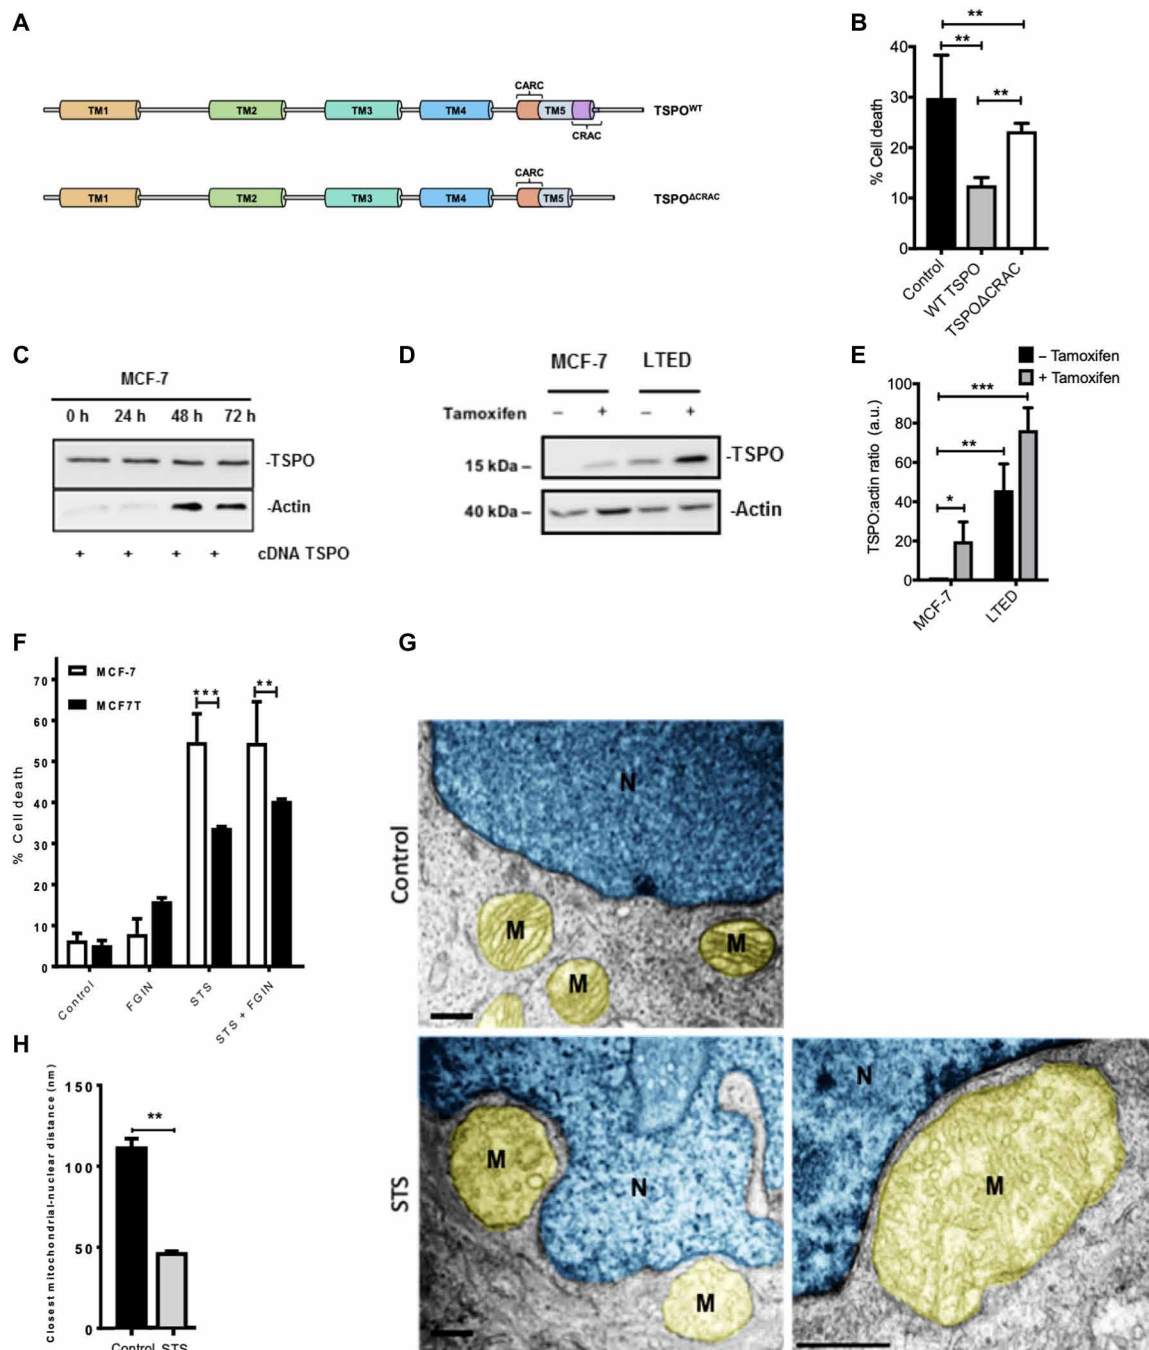 A
CARC
TM1 TM2 TM3 TM4 TM5 TSPO^WT
CRAC
CARC
TM1 TM2 TM3 TM4 TM5 TSPO^ΔCRAC
B
**
**
**
% Cell death
40
30
20
10
0
Control WT TSPO TSPOΔCRAC
C
MCF-7
0 h 24 h 48 h 72 h
-TSPO
-Actin
+ + + + cDNA TSPO
D
MCF-7 LTED
Tamoxifen – + – +
15 kDa – -TSPO
40 kDa – -Actin
E
– Tamoxifen
+ Tamoxifen
TSPO:actin ratio (a.u.)
100
80
60
40
20
0
***
**
*
MCF-7 LTED
F
MCF-7
MCF7T
% Cell death
70
60
50
40
30
20
10
0
*** **
Control FGIN STS STS + FGIN
G
Control
N
M M
M
STS
M N
M
N
M
H
Closest mitochondrial-nuclear distance (nm)
150
100
50
0
**
Control STS